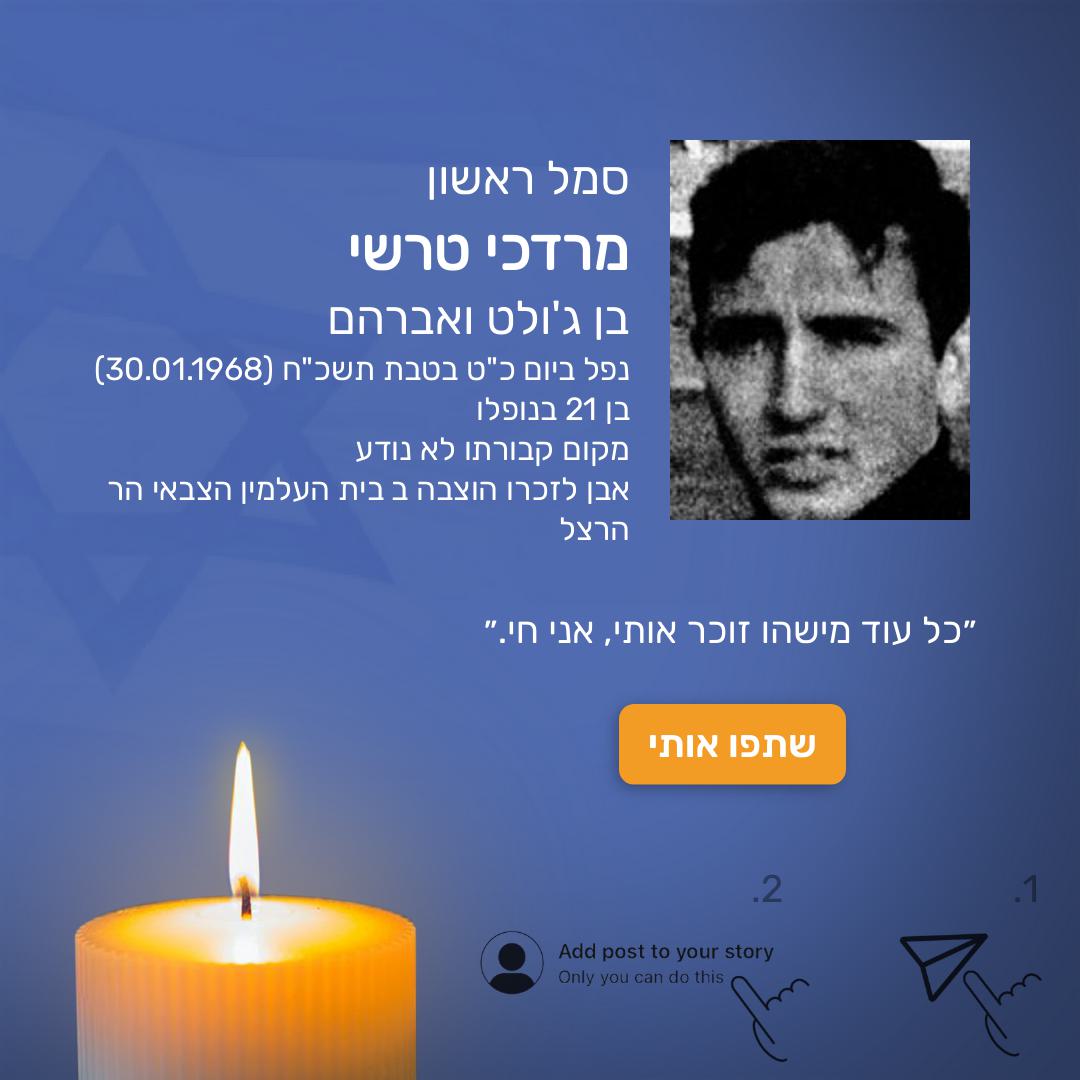 סמל ראשון
מרדכי טרשי
בן ג'ולט ואברהם
נפל ביום כ"ט בטבת תשכ"ח (30.01.1968)
בן 21 בנופלו
מקום קבורתו לא נודע
אבן לזכרו הוצבה ב בית העלמין הצבאי הר
הרצל
״כל עוד מישהו זוכר אותי, אני חי.״
שתפו אותי
1.
2.
Add post to your story
Only you can do this